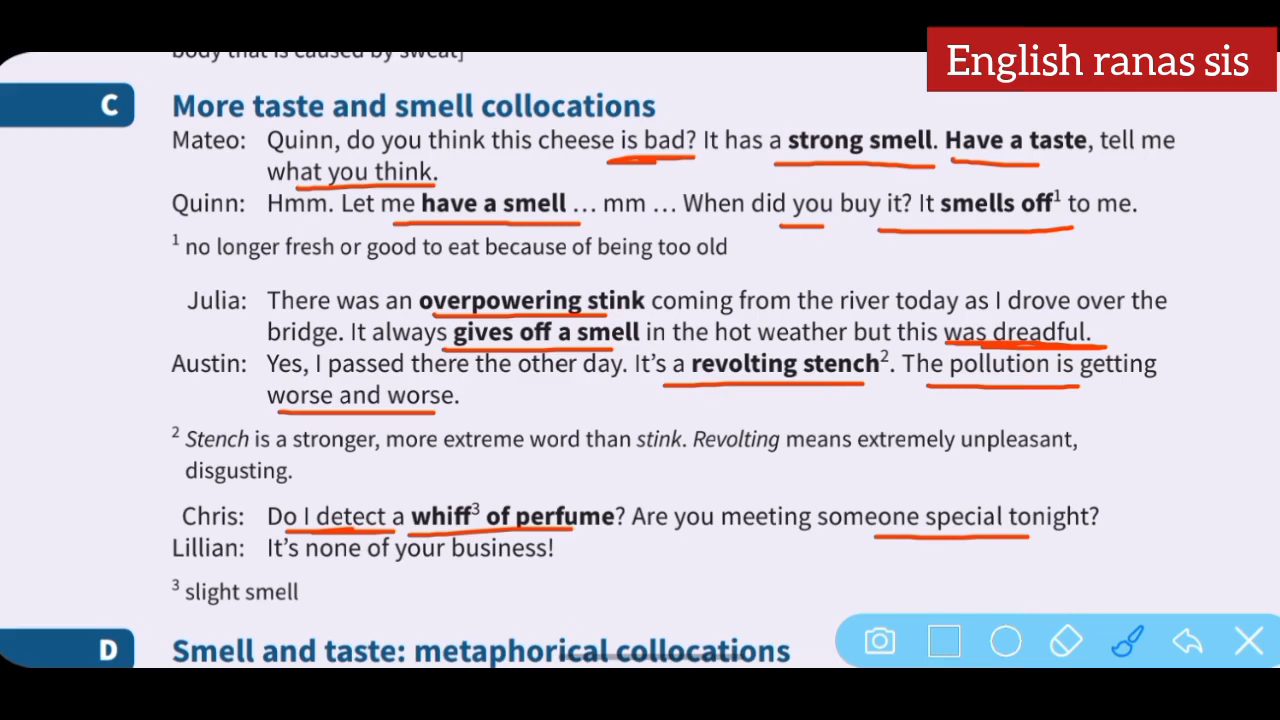 English ranas sis
body that is caused by sweat]
C
More taste and smell collocations
Mateo: Quinn, do you think this cheese is bad? It has a strong smell. Have a taste, tell me
what you think.
Quinn: Hmm. Let me have a smell … mm … When did you buy it? It smells off¹ to me.
¹ no longer fresh or good to eat because of being too old
Julia: There was an overpowering stink coming from the river today as I drove over the
bridge. It always gives off a smell in the hot weather but this was dreadful.
Austin: Yes, I passed there the other day. It's a revolting stench². The pollution is getting
worse and worse.
² Stench is a stronger, more extreme word than stink. Revolting means extremely unpleasant,
disgusting.
Chris: Do I detect a whiff³ of perfume? Are you meeting someone special tonight?
Lillian: It's none of your business!
³ slight smell
D
Smell and taste: metaphorical collocations